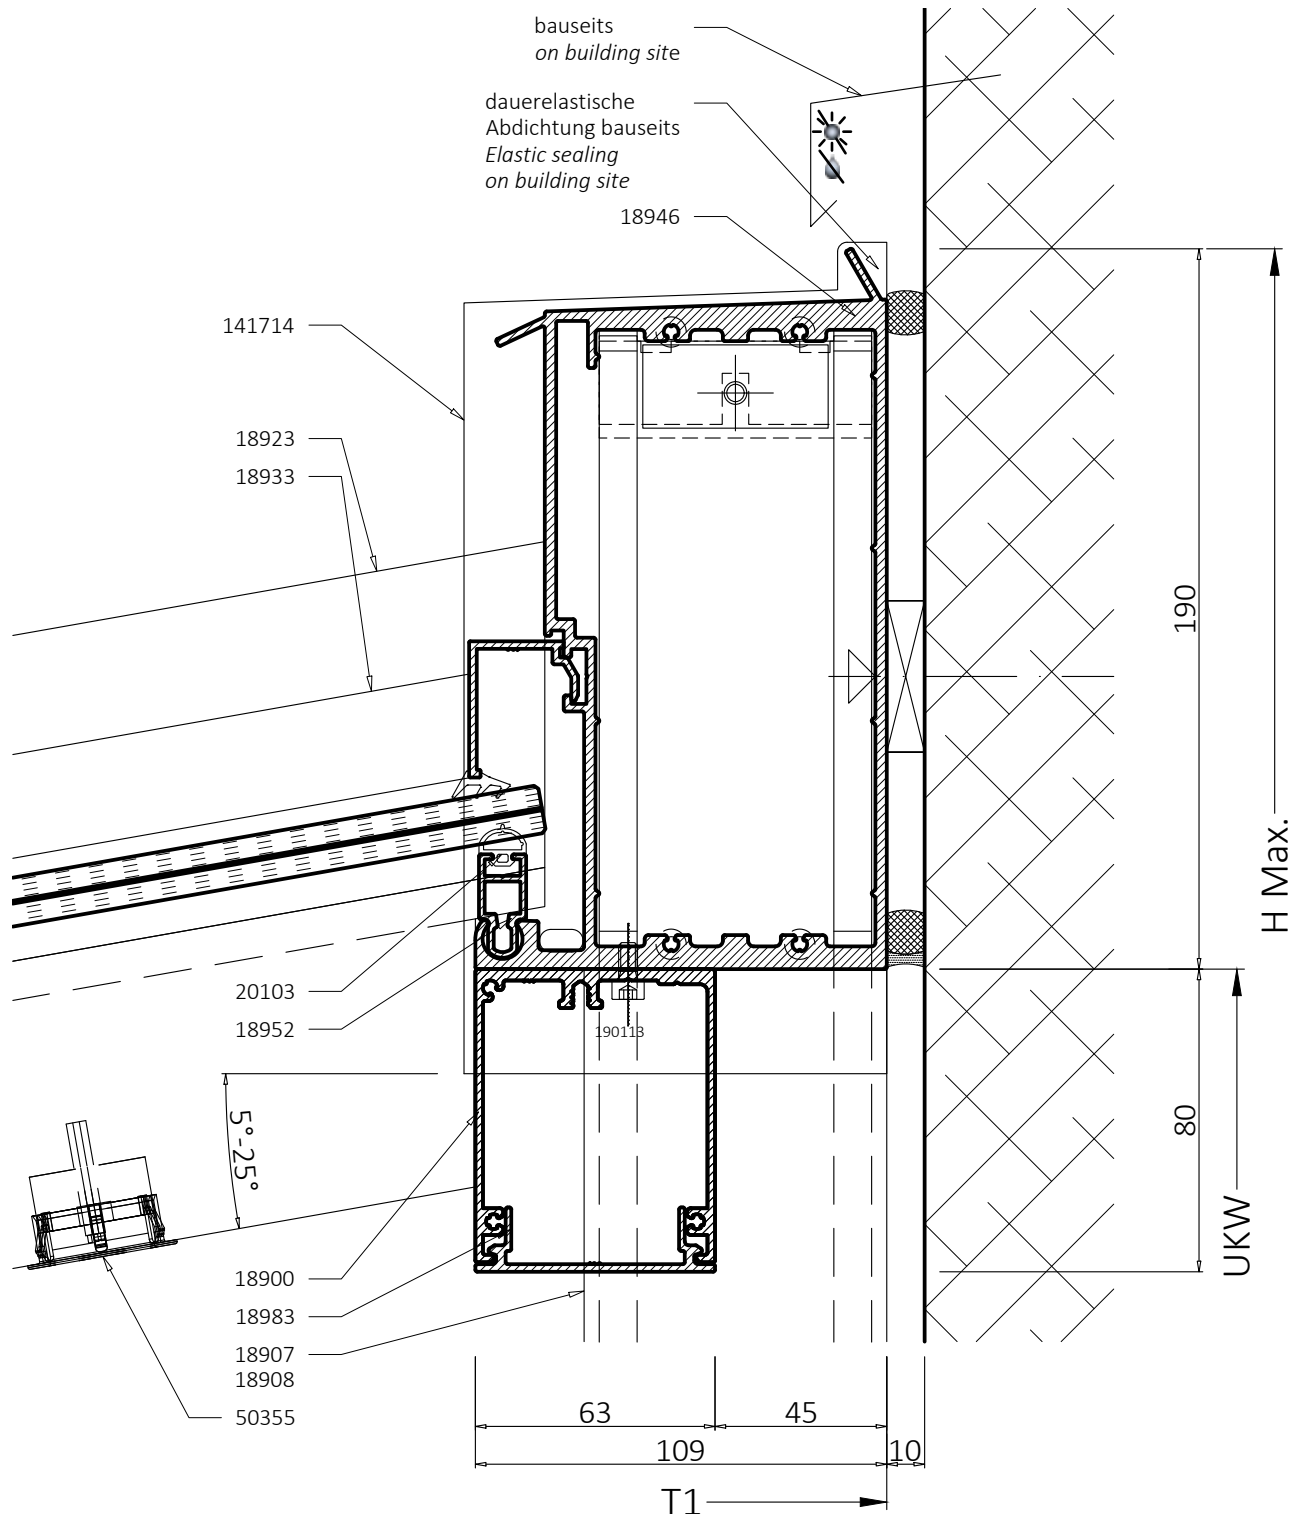 bauseits
on building site
dauerelastische
Abdichtung bauseits
Elastic sealing
on building site
18946
141714
18923
18933
190
H Max.
20103
18952
190113
5°-25°
80
UKW
18900
18983
18907
18908
50355
63
45
109
10
T1